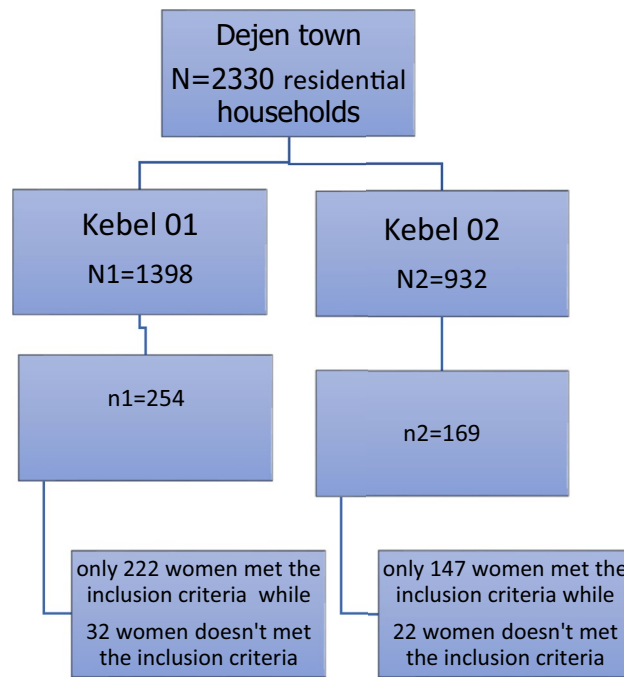 Dejen town
N=2330 residential
households
Kebel 01
N1=1398
Kebel 02
N2=932
n1=254
n2=169
only 222 women met the
inclusion criteria while
32 women doesn't met
the inclusion criteria
only 147 women met the
inclusion criteria while
22 women doesn't met
the inclusion criteria